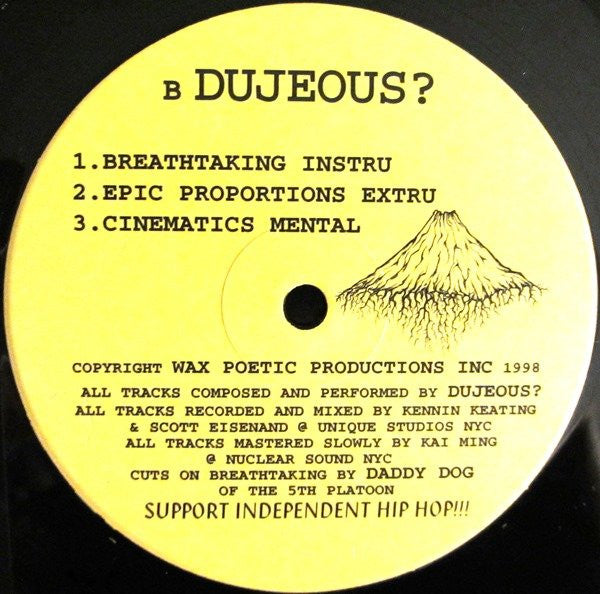 B DUJEOUS?
1.BREATHTAKING INSTRU
2.EPIC PROPORTIONS EXTRU
3.CINEMATICS MENTAL
COPYRIGHT WAX POETIC PRODUCTIONS INC 1998
ALL TRACKS COMPOSED AND PERFORMED BY DUJEOUS?
ALL TRACKS RECORDED AND MIXED BY KENNIN KEATING
& SCOTT EISENAND @ UNIQUE STUDIOS NYC
ALL TRACKS MASTERED SLOWLY BY KAI MING
@ NUCLEAR SOUND NYC
CUTS ON BREATHTAKING BY DADDY DOG
OF THE 5TH PLATOON
SUPPORT INDEPENDENT HIP HOP!!!